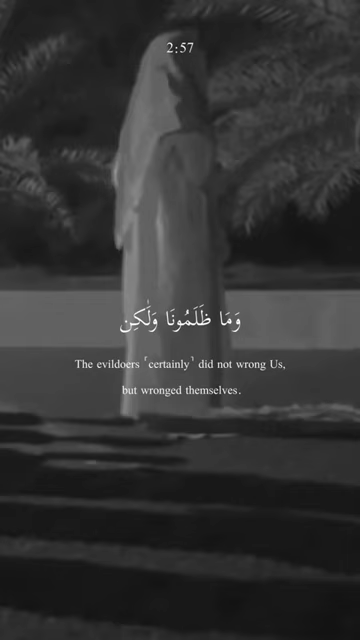 2:57
وَمَا ظَلَمُونَا وَلَٰكِن
The evildoers ˹certainly˺ did not wrong Us,
but wronged themselves.